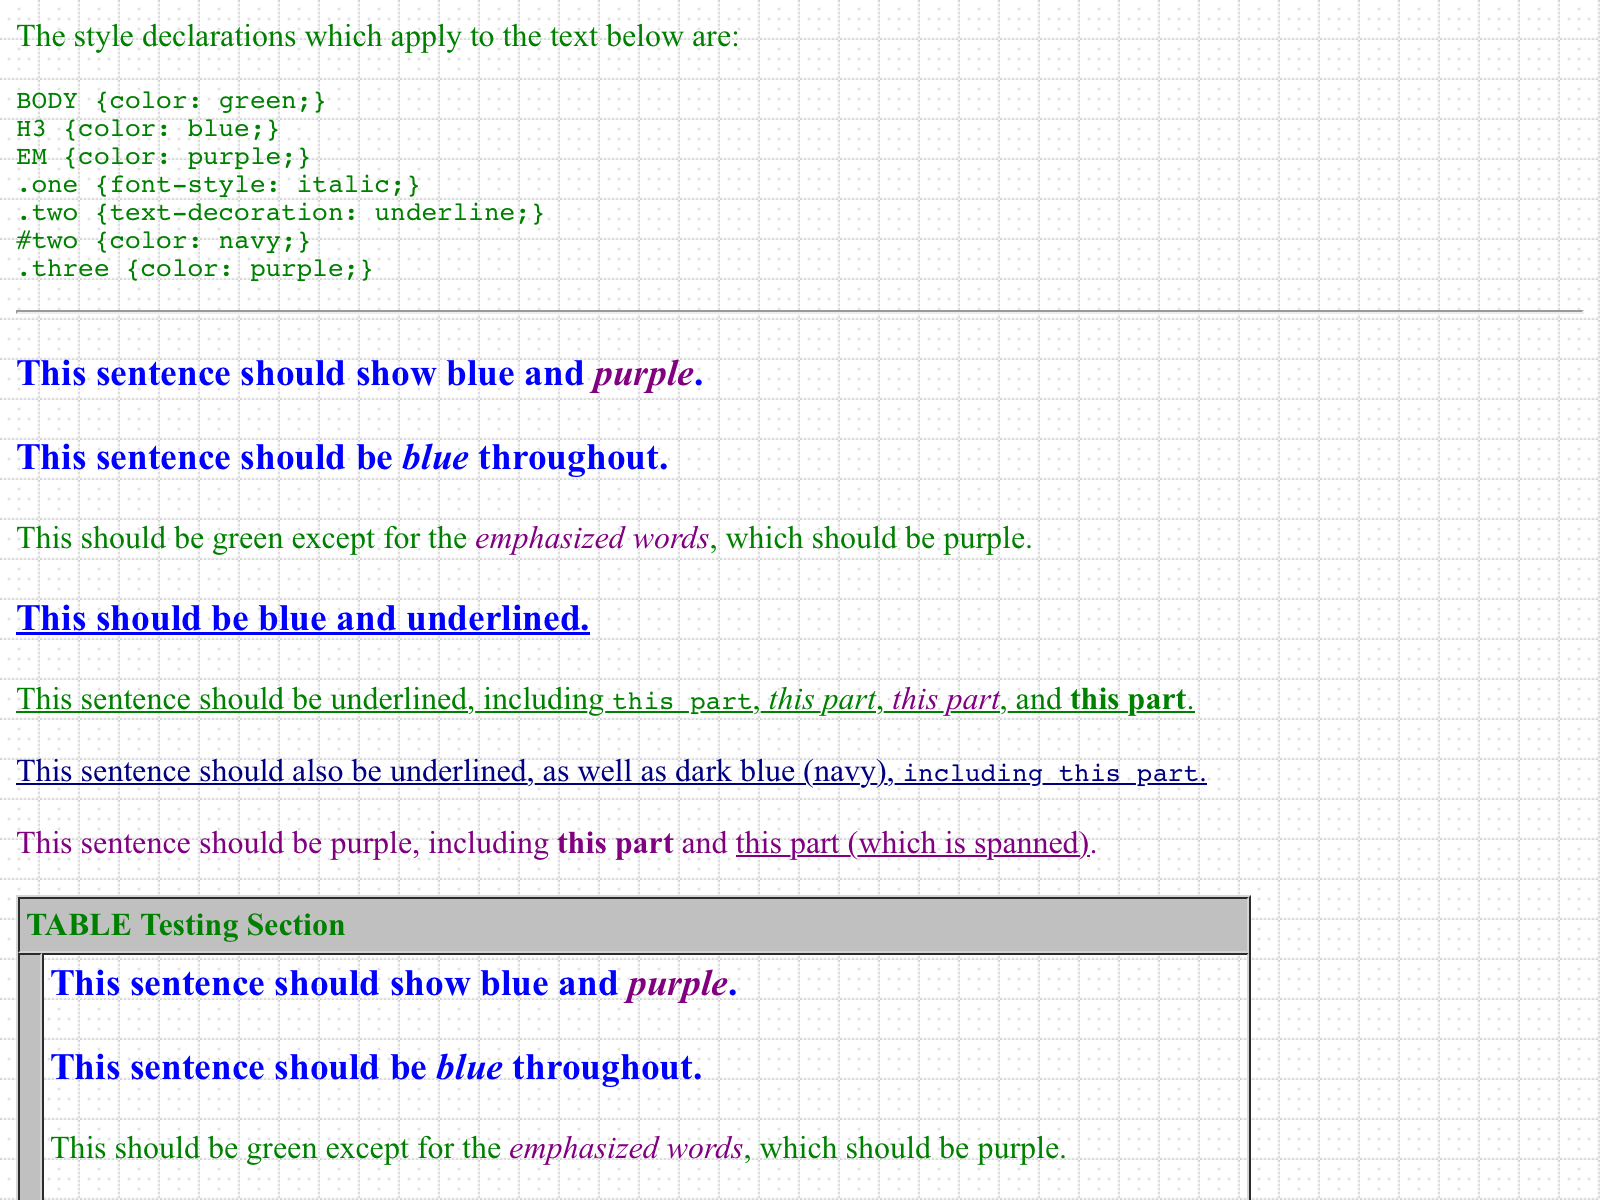 The style declarations which apply to the text below are:
BODY {color: green;}
H3 {color: blue;}
EM {color: purple;}
.one {font-style: italic;}
.two {text-decoration: underline;}
#two {color: navy;}
.three {color: purple;}
This sentence should show blue and purple.
This sentence should be blue throughout.
This should be green except for the emphasized words, which should be purple.
This should be blue and underlined.
This sentence should be underlined, including this part, this part, this part, and this part.
This sentence should also be underlined, as well as dark blue (navy), including this part.
This sentence should be purple, including this part and this part (which is spanned).
TABLE Testing Section
This sentence should show blue and purple.
This sentence should be blue throughout.
This should be green except for the emphasized words, which should be purple.